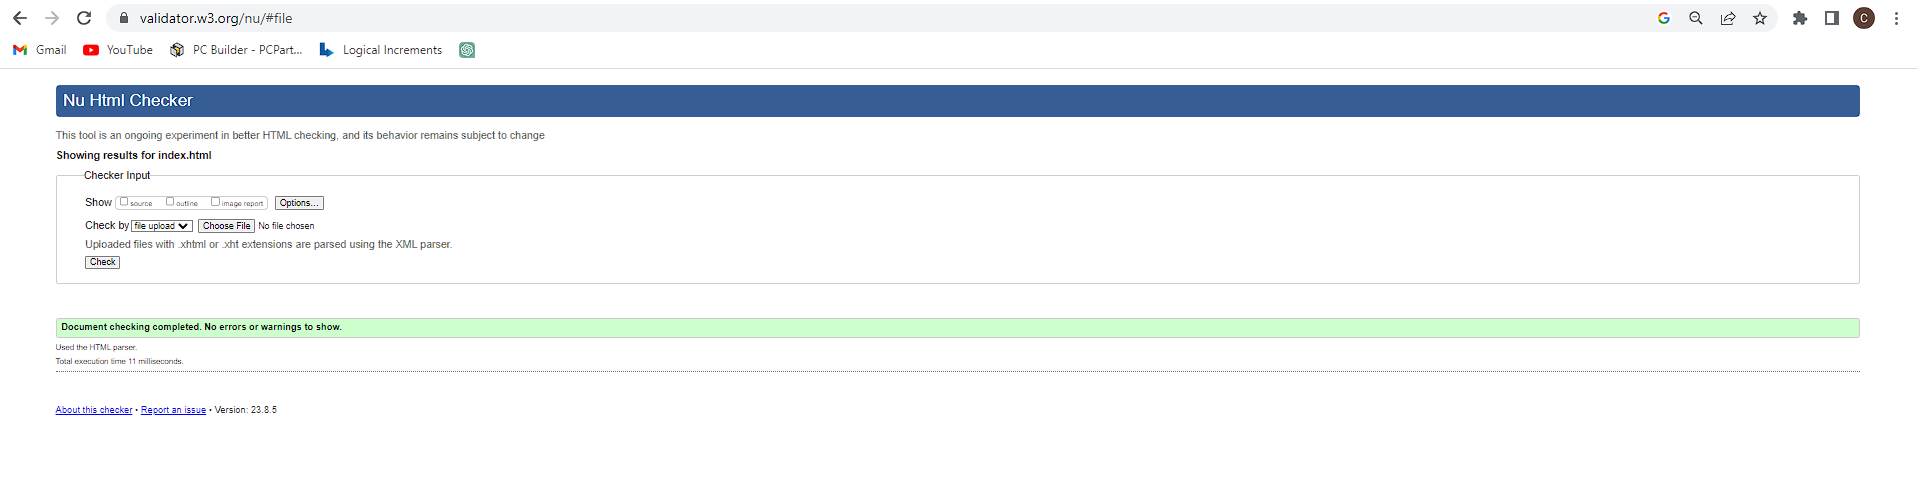 validator.w3.org/nu/#file
C
Gmail YouTube PC Builder - PCPart... Logical Increments
Nu Html Checker
This tool is an ongoing experiment in better HTML checking, and its behavior remains subject to change
Showing results for index.html
Checker Input
Show source outline image report Options...
Check by file upload Choose File No file chosen
Uploaded files with .xhtml or .xht extensions are parsed using the XML parser.
Check
Document checking completed. No errors or warnings to show.
Used the HTML parser.
Total execution time 11 milliseconds.
About this checker • Report an issue • Version: 23.8.5